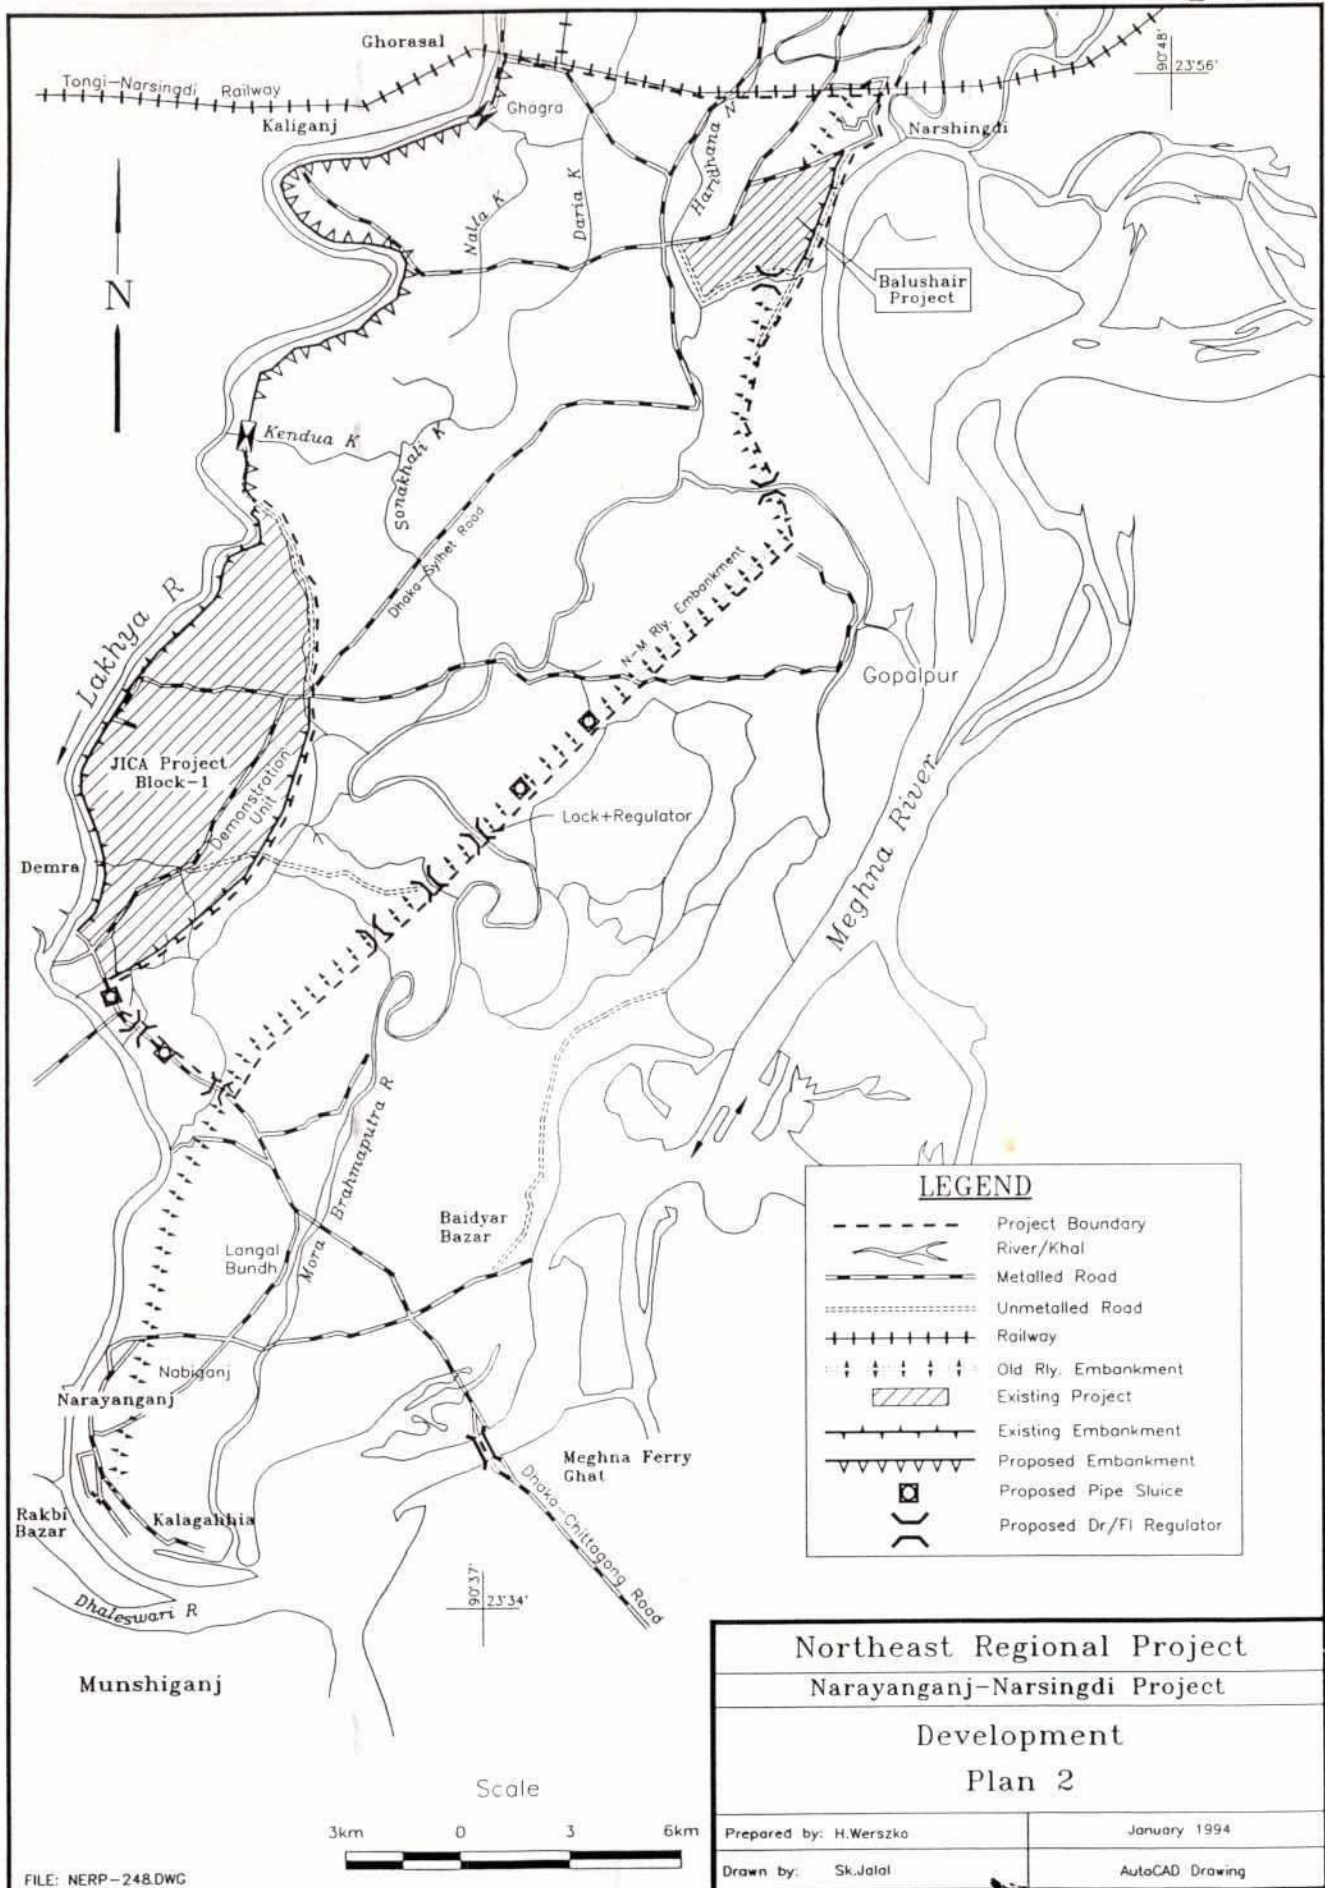 Ghorasal
90°48'
23°56'
Tongi-Narsingdi Railway
Kaliganj
Ghagra
Haridhana N
Narshingdi
Nalla K
Daria K
N
Balushair
Project
Kendua K
Sonakhali K
Dhaka-Sylhet Road
N-M Rly. Embankment
Lakhya R
Gopalpur
JICA Project
Block-1
Demonstration
Unit
Lock+Regulator
Demra
Meghna River
Mora Brahmaputra R
Baidyar
Bazar
Langal
Bundh
Nabiganj
Narayanganj
Meghna Ferry
Ghat
Dhaka-Chittagong Road
Rakbi
Bazar
Kalagahhia
90°37'
23°34'
Dhaleswari R
Munshiganj
LEGEND
Project Boundary
River/Khal
Metalled Road
Unmetalled Road
Railway
Old Rly. Embankment
Existing Project
Existing Embankment
Proposed Embankment
Proposed Pipe Sluice
Proposed Dr/Fl Regulator
Scale
3km 0 3 6km
FILE: NERP-248.DWG
Northeast Regional Project
Narayanganj-Narsingdi Project
Development
Plan 2
Prepared by: H.Werszko
January 1994
Drawn by: Sk.Jalal
AutoCAD Drawing